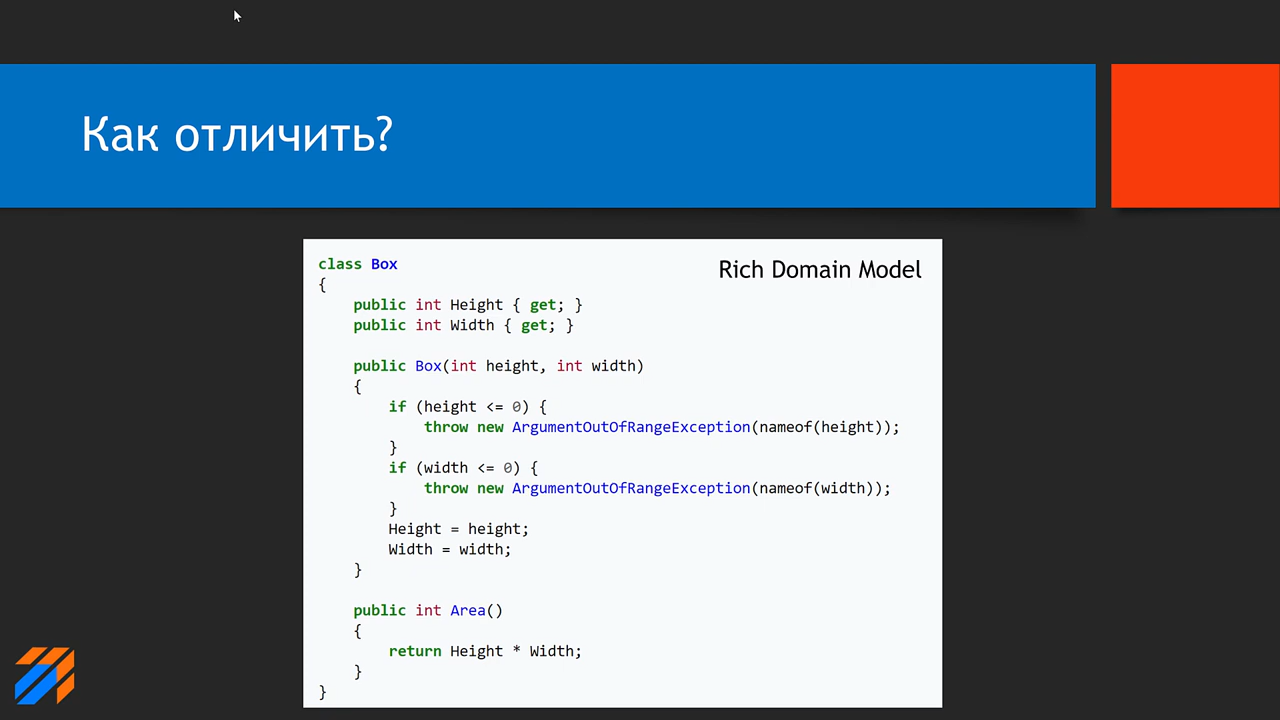 Как отличить?
Rich Domain Model
class Box
{
    public int Height { get; }
    public int Width { get; }
    public Box(int height, int width)
    {
        if (height <= 0) {
            throw new ArgumentOutOfRangeException(nameof(height));
        }
        if (width <= 0) {
            throw new ArgumentOutOfRangeException(nameof(width));
        }
        Height = height;
        Width = width;
    }
    public int Area()
    {
        return Height * Width;
    }
}